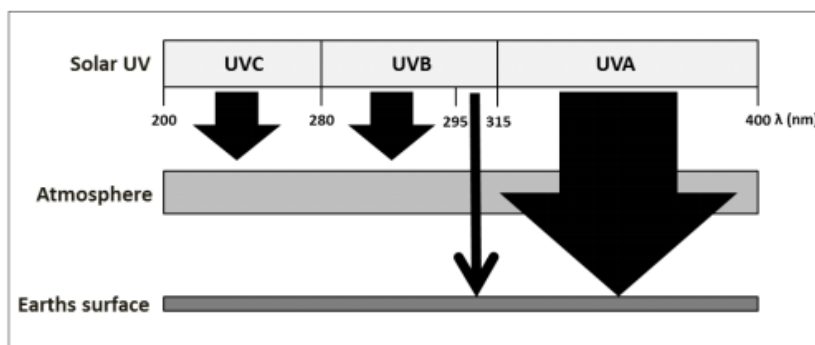 Solar UV UVC UVB UVA
200 280 295 315 400 λ (nm)
Atmosphere
Earths surface